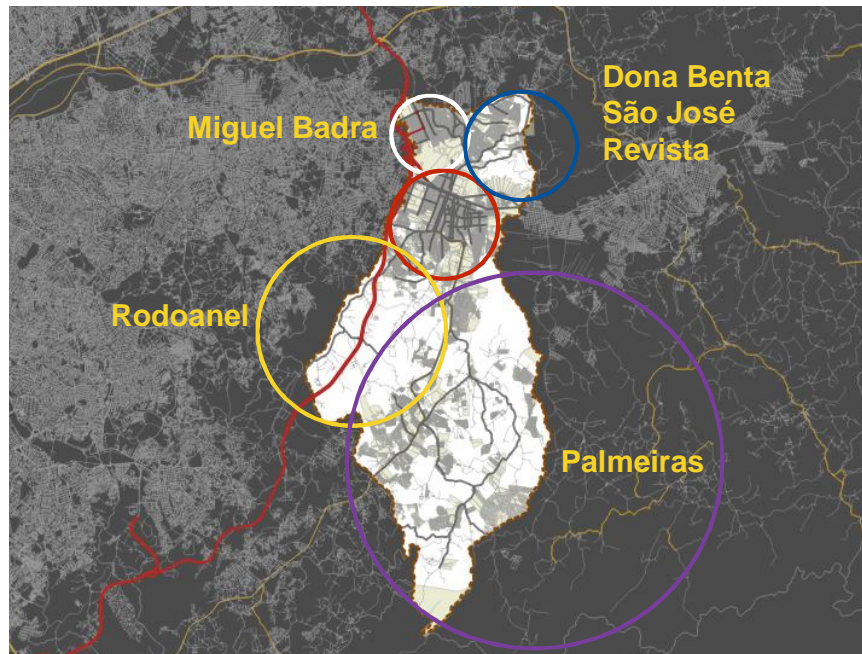 Miguel Badra
Dona Benta
São José
Revista
Rodoanel
Palmeiras